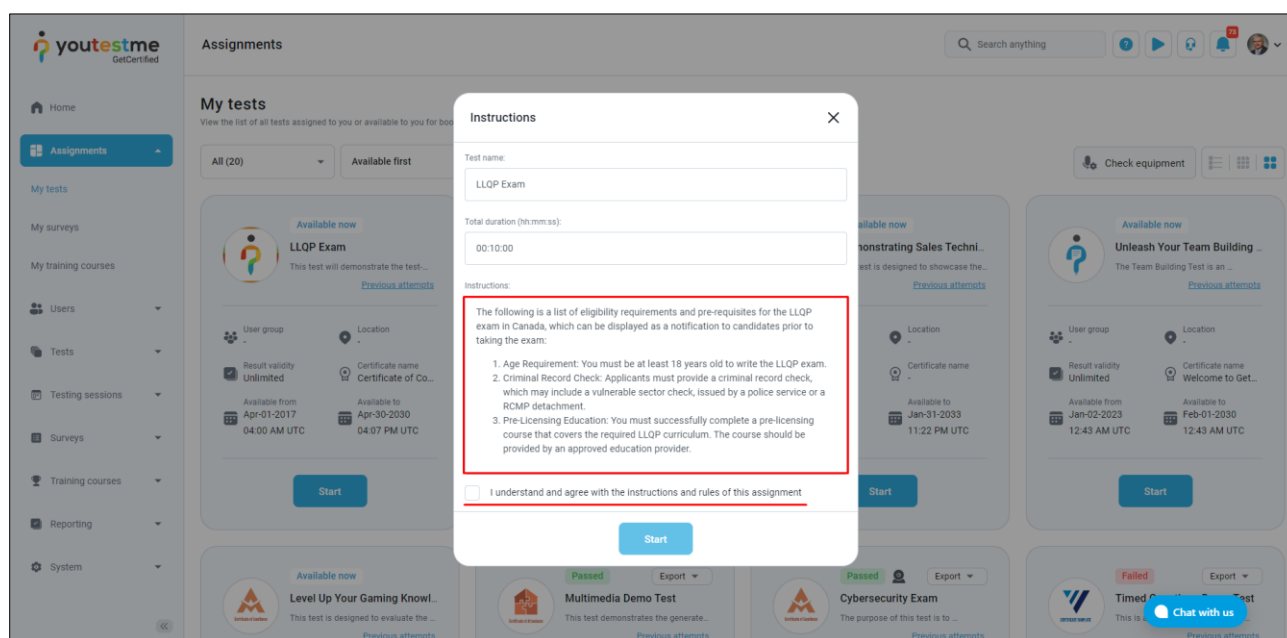 youtestme
GetCertified
Assignments
Search anything
73
Home
Assignments
My tests
My surveys
My training courses
Users
Tests
Testing sessions
Surveys
Training courses
Reporting
System
My tests
View the list of all tests assigned to you or available to you for boo
All (20)
Available first
Check equipment
Available now
LLQP Exam
This test will demonstrate the test-...
Previous attempts
User group
-
Location
-
Result validity
Unlimited
Certificate name
Certificate of Co...
Available from
Apr-01-2017
04:00 AM UTC
Available to
Apr-30-2030
04:07 PM UTC
Start
Instructions
Test name:
LLQP Exam
Total duration (hh:mm:ss):
00:10:00
Instructions:
The following is a list of eligibility requirements and pre-requisites for the LLQP
exam in Canada, which can be displayed as a notification to candidates prior to
taking the exam:
1. Age Requirement: You must be at least 18 years old to write the LLQP exam.
2. Criminal Record Check: Applicants must provide a criminal record check,
which may include a vulnerable sector check, issued by a police service or a
RCMP detachment.
3. Pre-Licensing Education: You must successfully complete a pre-licensing
course that covers the required LLQP curriculum. The course should be
provided by an approved education provider.
I understand and agree with the instructions and rules of this assignment
Start
ailable now
nonstrating Sales Techni...
est is designed to showcase the...
Previous attempts
Location
-
Certificate name
-
Available to
Jan-31-2033
11:22 PM UTC
Start
Available now
Unleash Your Team Building ...
The Team Building Test is an ...
Previous attempts
User group
-
Location
-
Result validity
Unlimited
Certificate name
Welcome to Get...
Available from
Jan-02-2023
12:43 AM UTC
Available to
Feb-01-2030
12:43 AM UTC
Start
Available now
Level Up Your Gaming Knowl...
This test is designed to evaluate the ...
Previous attempts
Passed
Export
Multimedia Demo Test
This test demonstrates the generate...
Previous attempts
Passed
Export
Cybersecurity Exam
The purpose of this test is to ...
Previous attempts
Failed
Export
Timed
Test
This is
Previous attempts
Chat with us